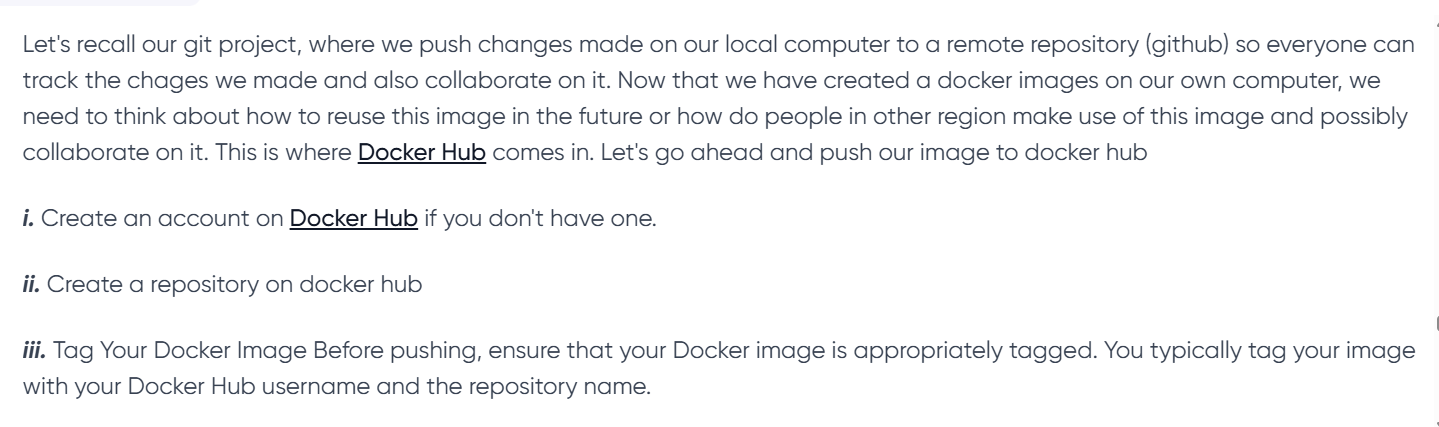 Let's recall our git project, where we push changes made on our local computer to a remote repository (github) so everyone can
track the chages we made and also collaborate on it. Now that we have created a docker images on our own computer, we
need to think about how to reuse this image in the future or how do people in other region make use of this image and possibly
collaborate on it. This is where Docker Hub comes in. Let's go ahead and push our image to docker hub
i. Create an account on Docker Hub if you don't have one.
ii. Create a repository on docker hub
iii. Tag Your Docker Image Before pushing, ensure that your Docker image is appropriately tagged. You typically tag your image
with your Docker Hub username and the repository name.